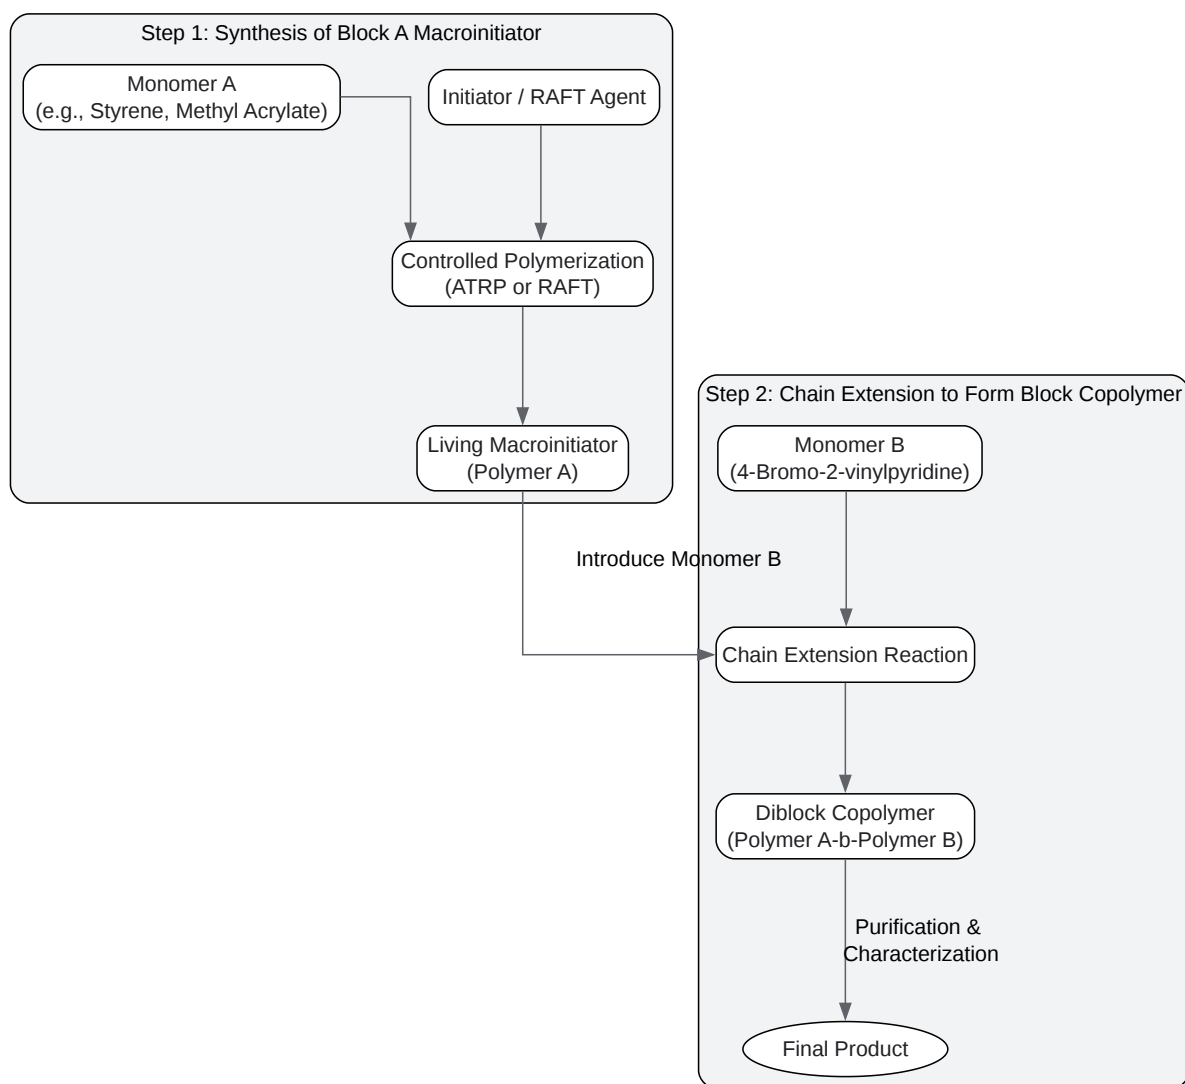 Step 1: Synthesis of Block A Macroinitiator
Monomer A
(e.g., Styrene, Methyl Acrylate)
Initiator / RAFT Agent
Controlled Polymerization
(ATRP or RAFT)
Living Macroinitiator
(Polymer A)
Introduce Monomer B
Step 2: Chain Extension to Form Block Copolymer
Monomer B
(4-Bromo-2-vinylpyridine)
Chain Extension Reaction
Diblock Copolymer
(Polymer A-b-Polymer B)
Purification &
Characterization
Final Product